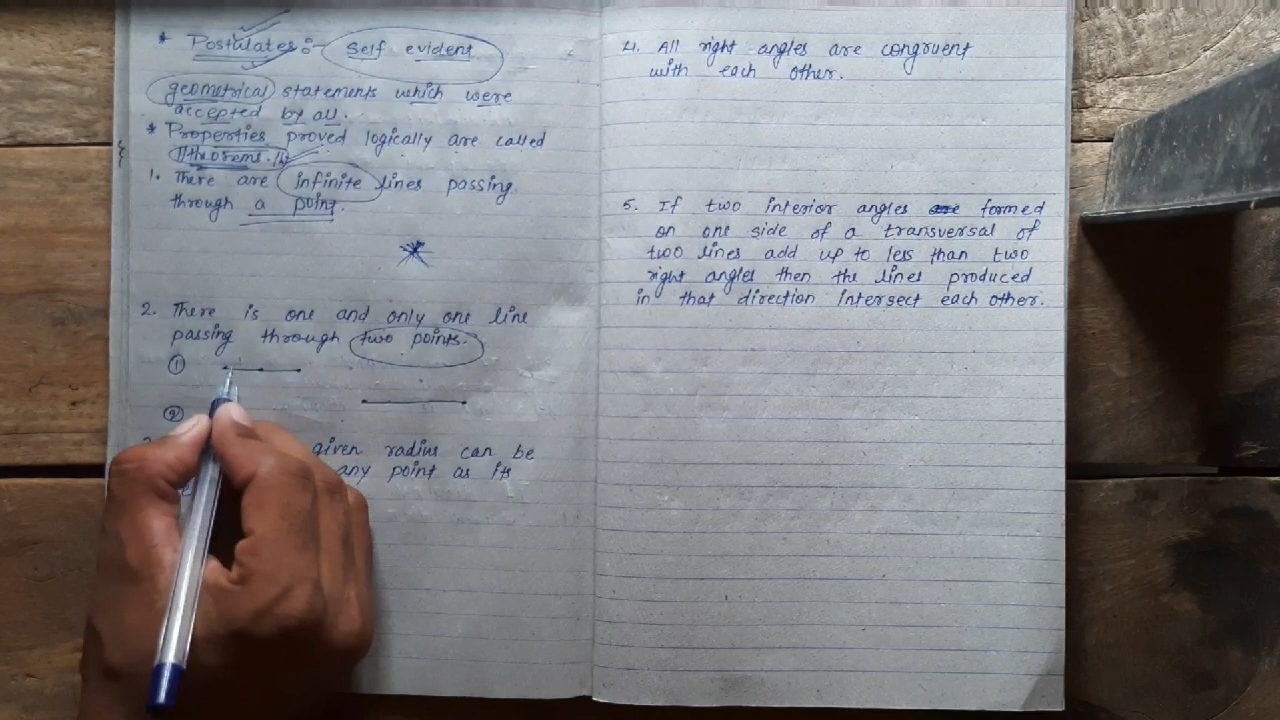 * Postulates :- Self evident
geometrical statements which were
accepted by all.
* Properties proved logically are called
theorems.
1. There are infinite lines passing
through a point.
2. There is one and only one line
passing through two points.
①
②
given radius can be
any point as its
4. All right angles are congruent
with each other.
5. If two interior angles are formed
on one side of a transversal of
two lines add up to less than two
right angles then the lines produced
in that direction intersect each other.